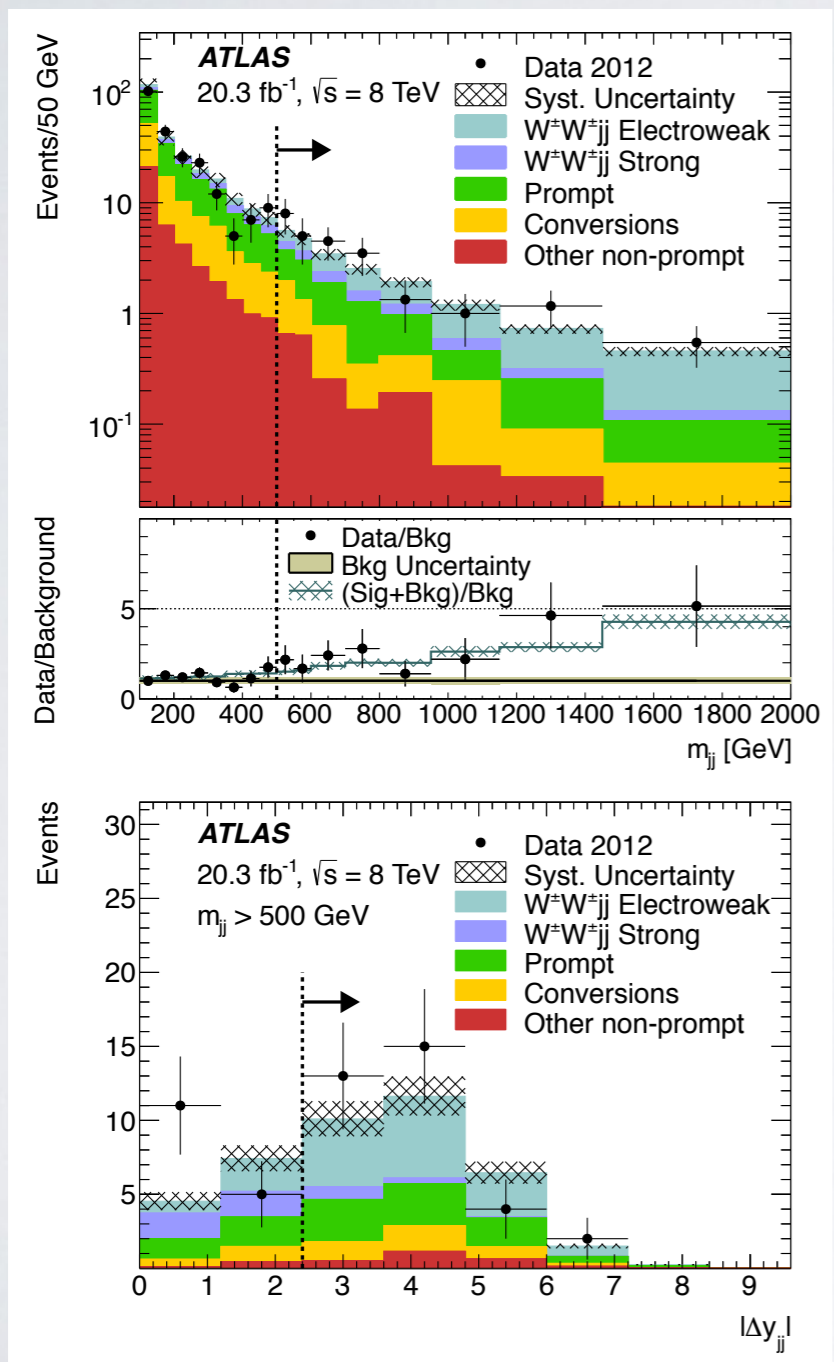 ATLAS
20.3 fb⁻¹, √s = 8 TeV
Data 2012
Syst. Uncertainty
W±W±jj Electroweak
W±W±jj Strong
Prompt
Conversions
Other non-prompt
Events/50 GeV
10²
10
1
10⁻¹
Data/Bkg
Bkg Uncertainty
(Sig+Bkg)/Bkg
Data/Background
5
0
200 400 600 800 1000 1200 1400 1600 1800 2000
m_jj [GeV]
Events
30
25
20
15
10
5
ATLAS
20.3 fb⁻¹, √s = 8 TeV
m_jj > 500 GeV
Data 2012
Syst. Uncertainty
W±W±jj Electroweak
W±W±jj Strong
Prompt
Conversions
Other non-prompt
0 1 2 3 4 5 6 7 8 9
|Δy_jj|